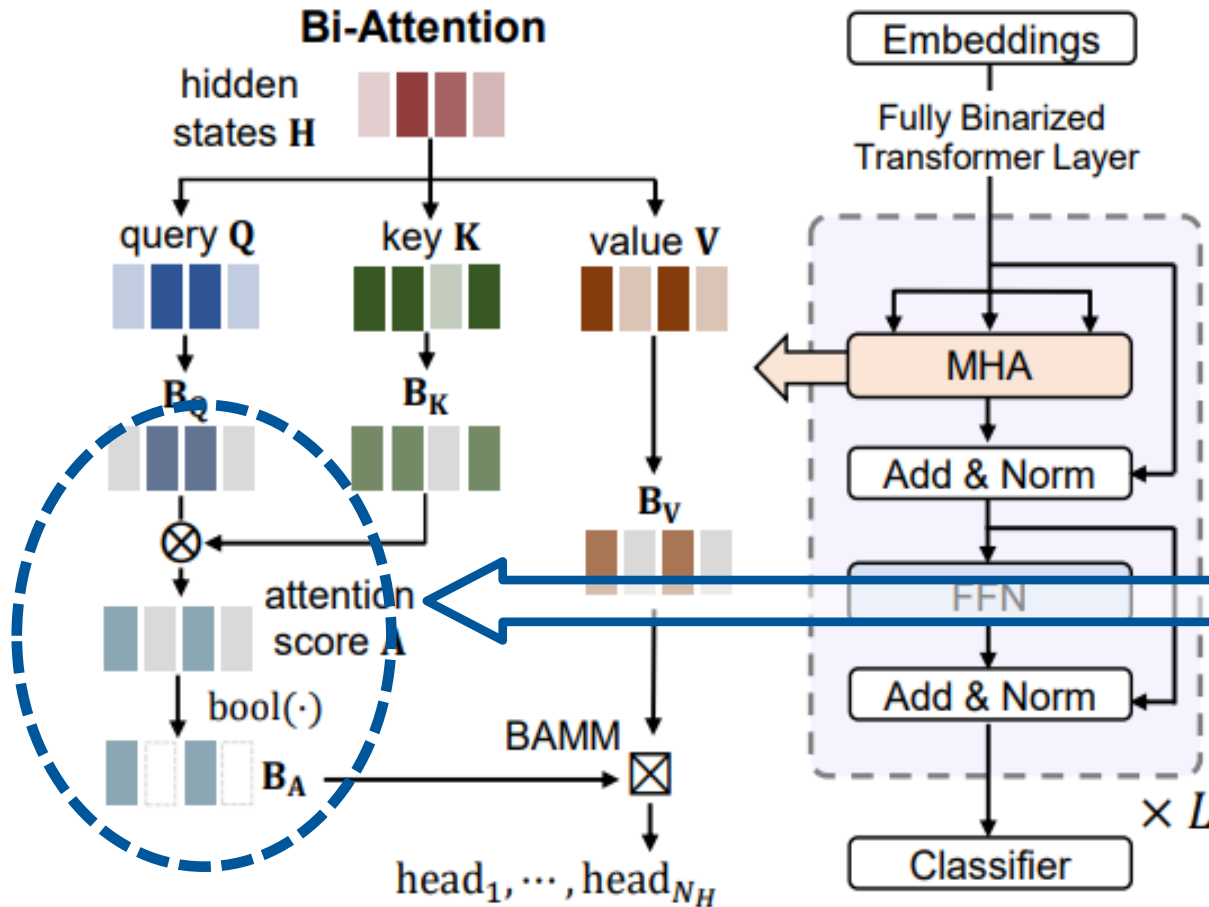 Bi-Attention
hidden
states H
query Q
key K
value V
B_Q
B_K
B_V
attention
score A
bool(·)
B_A
BAMM
head_1, ⋯, head_{N_H}
Embeddings
Fully Binarized
Transformer Layer
MHA
Add & Norm
FFN
Add & Norm
× L
Classifier